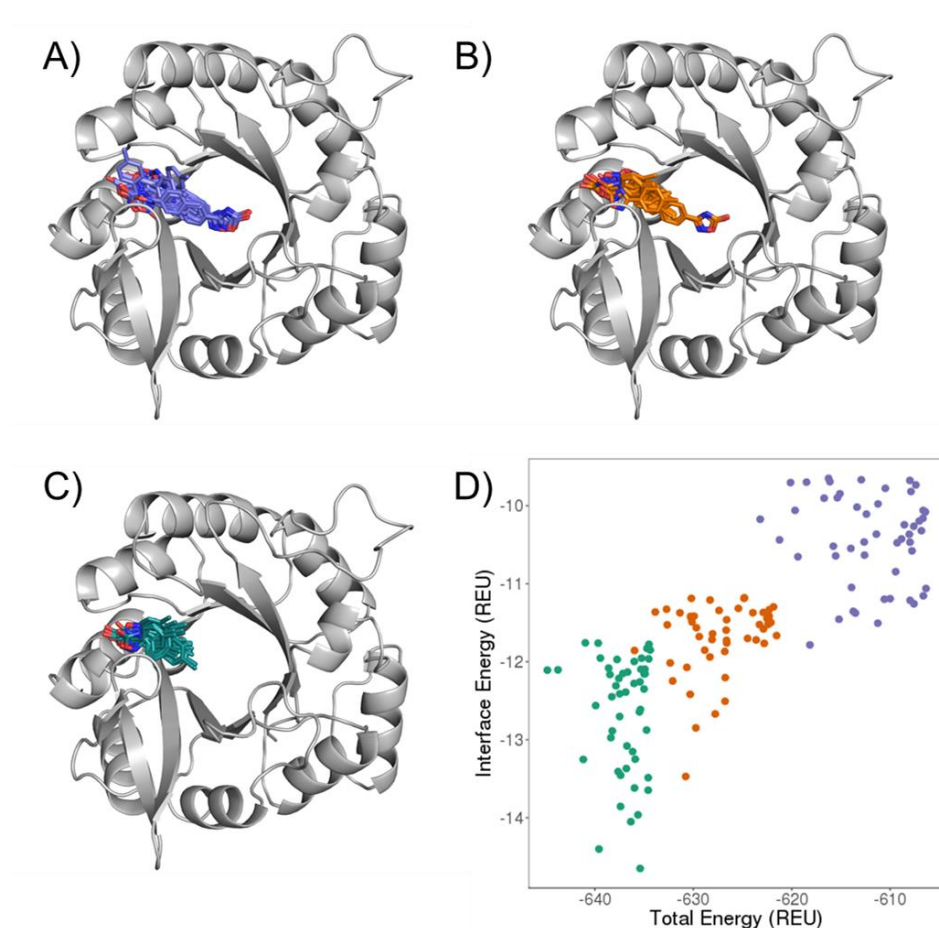 A)
B)
C)
D)
-10
-11
-12
-13
-14
Interface Energy (REU)
-640
-630
-620
-610
Total Energy (REU)